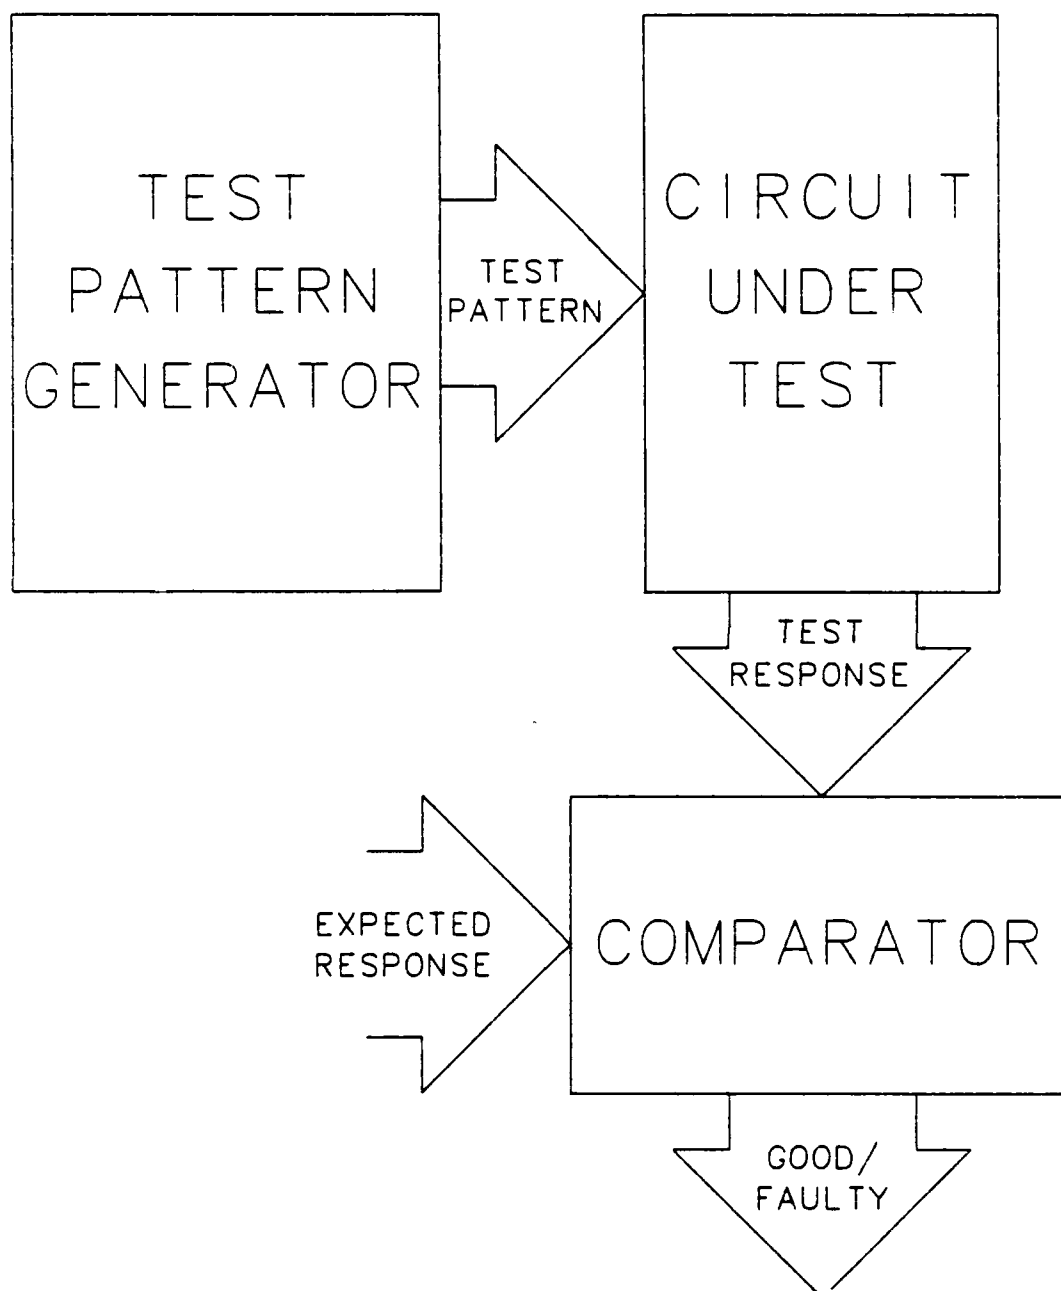 TEST
PATTERN
GENERATOR
TEST
PATTERN
CIRCUIT
UNDER
TEST
TEST
RESPONSE
EXPECTED
RESPONSE
COMPARATOR
GOOD/
FAULTY